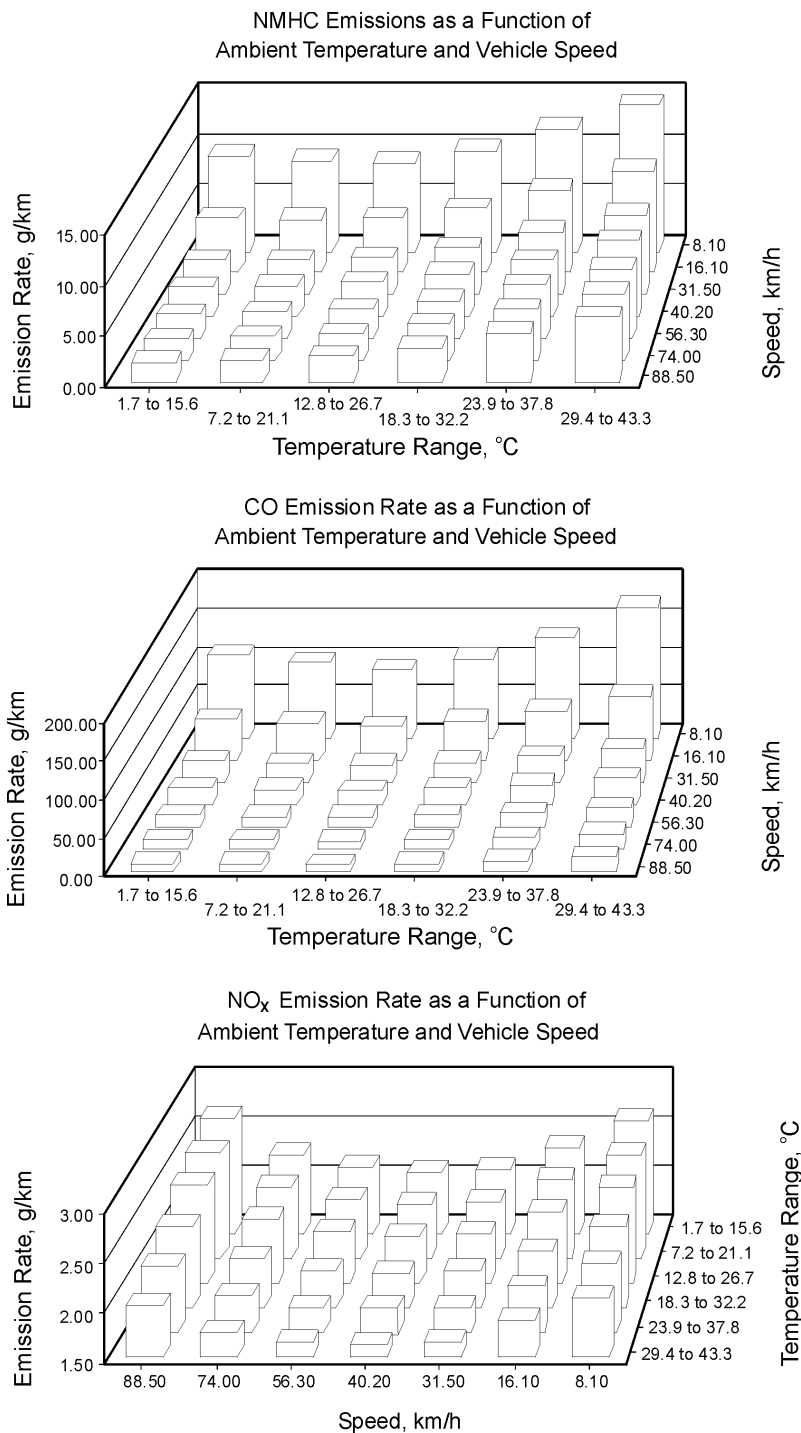 NMHC Emissions as a Function of
Ambient Temperature and Vehicle Speed
Emission Rate, g/km
15.00
10.00
5.00
0.00
8.10
16.10
31.50
40.20
56.30
74.00
88.50
Speed, km/h
1.7 to 15.6
7.2 to 21.1
12.8 to 26.7
18.3 to 32.2
23.9 to 37.8
29.4 to 43.3
Temperature Range, °C
CO Emission Rate as a Function of
Ambient Temperature and Vehicle Speed
Emission Rate, g/km
200.00
150.00
100.00
50.00
0.00
8.10
16.10
31.50
40.20
56.30
74.00
88.50
Speed, km/h
1.7 to 15.6
7.2 to 21.1
12.8 to 26.7
18.3 to 32.2
23.9 to 37.8
29.4 to 43.3
Temperature Range, °C
NOx Emission Rate as a Function of
Ambient Temperature and Vehicle Speed
Emission Rate, g/km
3.00
2.50
2.00
1.50
1.7 to 15.6
7.2 to 21.1
12.8 to 26.7
18.3 to 32.2
23.9 to 37.8
29.4 to 43.3
Temperature Range, °C
88.50
74.00
56.30
40.20
31.50
16.10
8.10
Speed, km/h